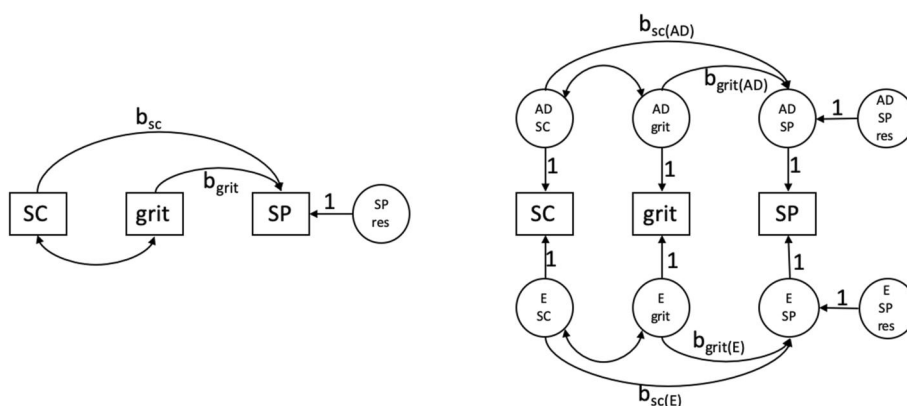 b_sc
b_grit
SC
grit
SP
1
SP
res
b_sc(AD)
b_grit(AD)
AD
SC
AD
grit
AD
SP
1
AD
SP
res
1
1
1
SC
grit
SP
1
1
1
E
SC
E
grit
E
SP
1
E
SP
res
b_grit(E)
b_sc(E)